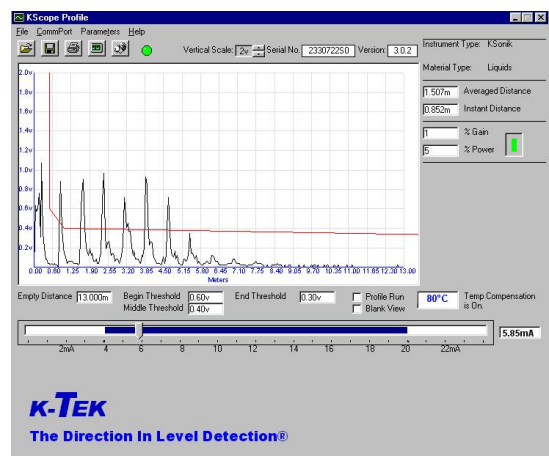 KScope Profile
File CommPort Parameters Help
Vertical Scale: 2v Serial No. 233072250 Version: 3.0.2
Instrument Type: KSonik
Material Type: Liquids
1.507m Averaged Distance
0.852m Instant Distance
1 % Gain
5 % Power
2.0v
1.8v
1.6v
1.4v
1.2v
1.0v
0.8v
0.6v
0.4v
0.2v
0.00 0.60 1.25 1.90 2.55 3.20 3.85 4.50 5.15 5.80 6.45 7.10 7.75 8.40 9.05 9.70 10.35 11.00 11.65 12.30 13.00
Meters
Empty Distance 13.000m Begin Threshold 0.60v End Threshold 0.30v Profile Run 80°C Temp Compensation is On.
Middle Threshold 0.40v Blank View
5.85mA
2mA 4 6 8 10 12 14 16 18 20 22mA
K-TEK
The Direction In Level Detection®